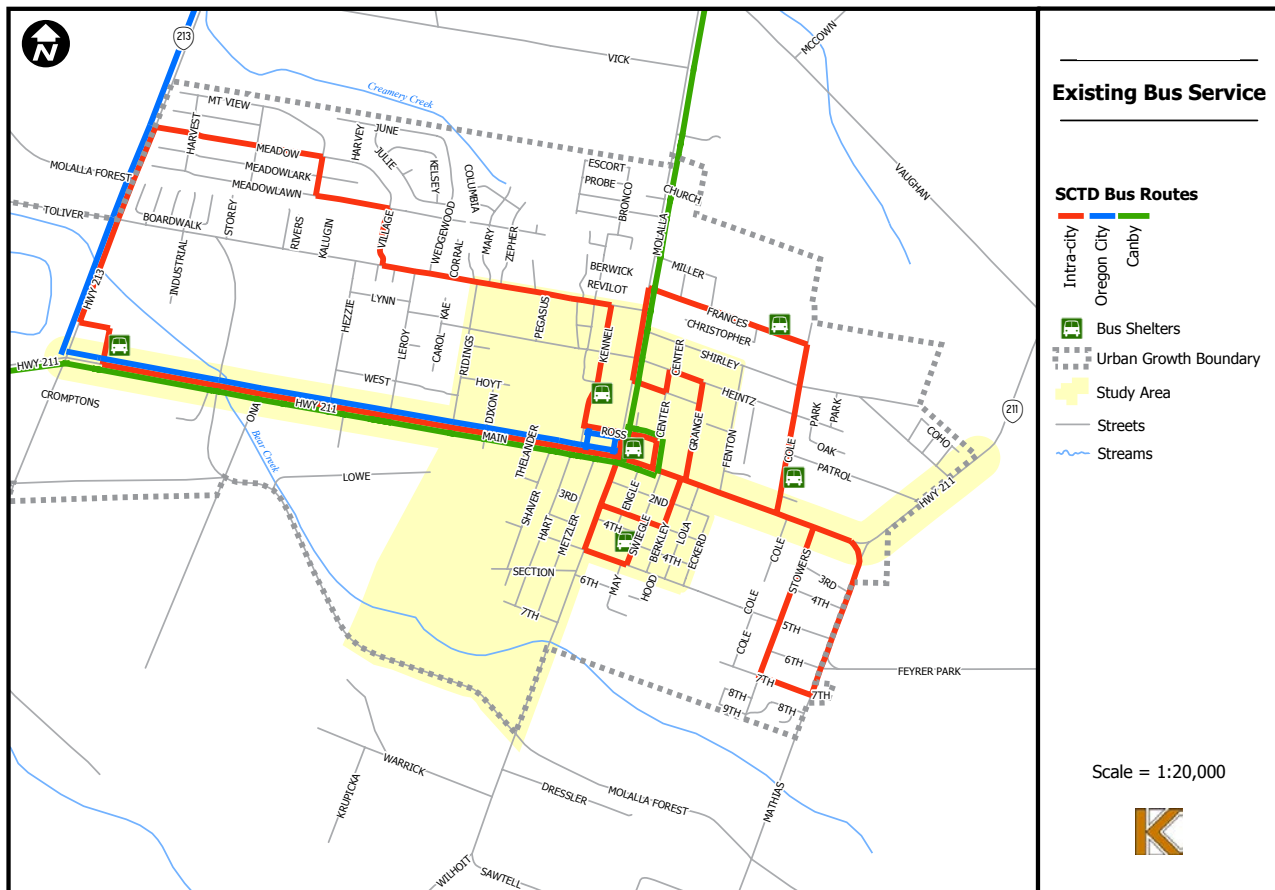 N
213
VICK
MCCOWN
Creamery Creek
MT VIEW
HARVEST
HARVEY
JUNE
JULIE
MEADOW
MEADOWLARK
MEADOWLAWN
KELSEY
COLUMBIA
ESCORT
PROBE
BRONCO
CHURCH
VAUGHAN
MOLALLA FOREST
TOLIVER
BOARDWALK
STOREY
RIVERS
KALUGIN
VILLAGE
WEDGEWOOD
CORRAL
MARY
ZEPHER
MOLALLA
INDUSTRIAL
BERWICK
REVILOT
MILLER
HWY 213
HEZZIE
LYNN
LEROY
CAROL
KAE
RIDINGS
PEGASUS
KENNEL
FRANCES
CHRISTOPHER
CENTER
SHIRLEY
HEINTZ
HWY 211
CROMPTONS
WEST
HOYT
DIXON
HWY 211
ONA
MAIN
ROSS
CENTER
GRANGE
FENTON
COLE
PARK
PARK
OAK
PATROL
COHO
211
HWY 211
Bear Creek
LOWE
THELANDER
SHAVER
3RD
HART
METZLER
ENGLE
2ND
4TH
SWIEGLE
BERKLEY
LOLA
4TH
ECKERD
SECTION
6TH
MAY
HOOD
7TH
COLE
COLE
COLE
STOWERS
3RD
4TH
5TH
6TH
7TH
7TH
8TH
8TH
9TH
FEYRER PARK
WARRICK
KRUPICKA
DRESSLER
MOLALLA FOREST
MATHIAS
WILHOIT
SAWTELL
Existing Bus Service
SCTD Bus Routes
Intra-city
Oregon City
Canby
Bus Shelters
Urban Growth Boundary
Study Area
Streets
Streams
Scale = 1:20,000
K